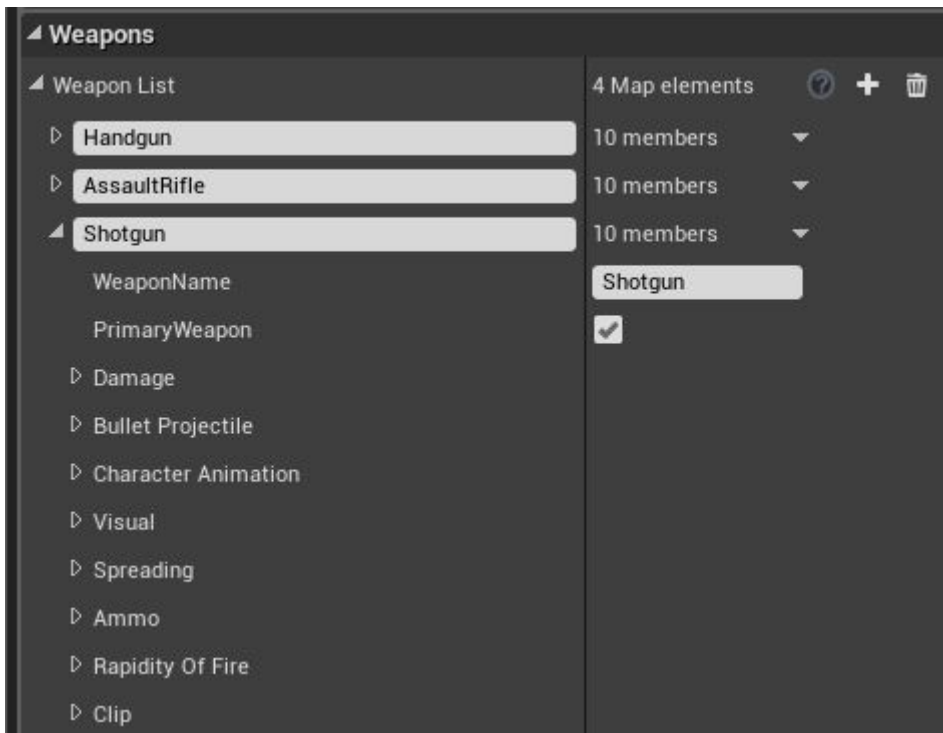 Weapons
Weapon List 4 Map elements
Handgun 10 members
AssaultRifle 10 members
Shotgun 10 members
WeaponName Shotgun
PrimaryWeapon
Damage
Bullet Projectile
Character Animation
Visual
Spreading
Ammo
Rapidity Of Fire
Clip